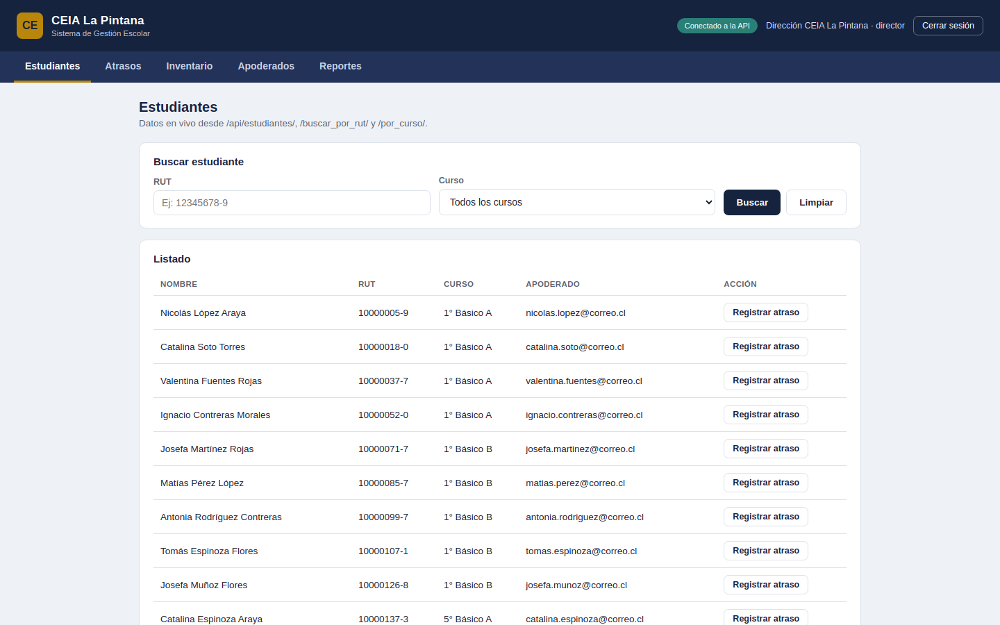 CE
CEIA La Pintana
Sistema de Gestión Escolar
Conectado a la API
Dirección CEIA La Pintana · director
Cerrar sesión
Estudiantes Atrasos Inventario Apoderados Reportes
Estudiantes
Datos en vivo desde /api/estudiantes/, /buscar_por_rut/ y /por_curso/.
Buscar estudiante
RUT Curso
Ej: 12345678-9 Todos los cursos Buscar Limpiar
Listado
NOMBRE RUT CURSO APODERADO ACCIÓN
Nicolás López Araya 10000005-9 1° Básico A nicolas.lopez@correo.cl Registrar atraso
Catalina Soto Torres 10000018-0 1° Básico A catalina.soto@correo.cl Registrar atraso
Valentina Fuentes Rojas 10000037-7 1° Básico A valentina.fuentes@correo.cl Registrar atraso
Ignacio Contreras Morales 10000052-0 1° Básico A ignacio.contreras@correo.cl Registrar atraso
Josefa Martínez Rojas 10000071-7 1° Básico B josefa.martinez@correo.cl Registrar atraso
Matías Pérez López 10000085-7 1° Básico B matias.perez@correo.cl Registrar atraso
Antonia Rodríguez Contreras 10000099-7 1° Básico B antonia.rodriguez@correo.cl Registrar atraso
Tomás Espinoza Flores 10000107-1 1° Básico B tomas.espinoza@correo.cl Registrar atraso
Josefa Muñoz Flores 10000126-8 1° Básico B josefa.munoz@correo.cl Registrar atraso
Catalina Espinoza Araya 10000137-3 5° Básico A catalina.espinoza@correo.cl Registrar atraso